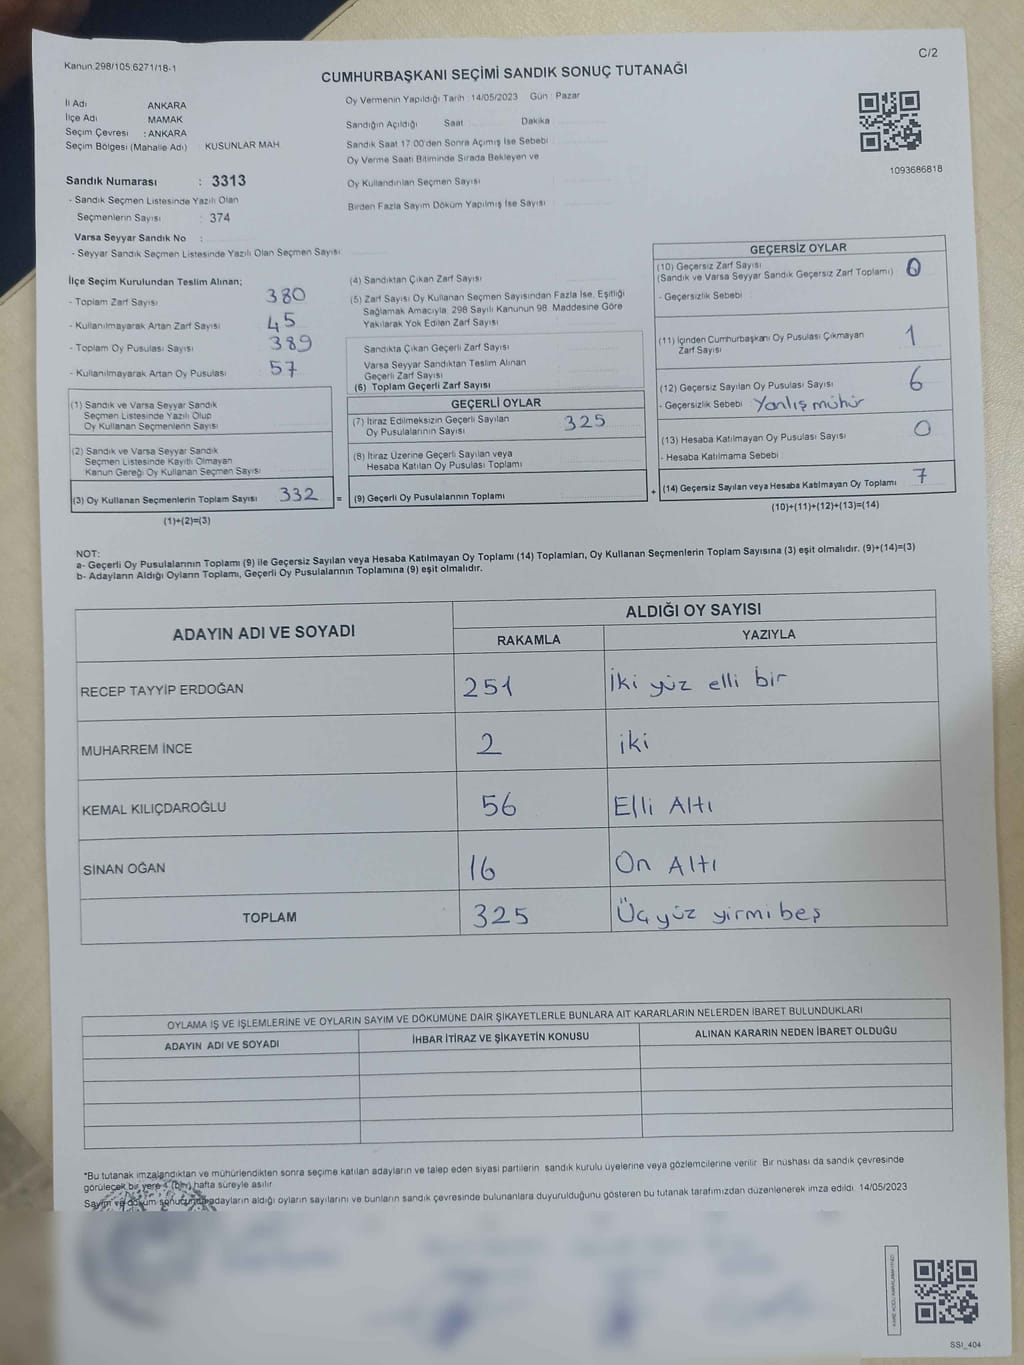 Kanun 298/105 6271/18-1
C/2
CUMHURBAŞKANI SEÇİMİ SANDIK SONUÇ TUTANAĞI
İl Adı ANKARA
İlçe Adı MAMAK
Seçim Çevresi : ANKARA
Seçim Bölgesi (Mahalle Adı) : KUSUNLAR MAH
Oy Vermenin Yapıldığı Tarih : 14/05/2023 Gün : Pazar
Sandığın Açıldığı Saat Dakika
Sandık Saat 17 00'den Sonra Açımış İse Sebebi
Oy Verme Saati Bitiminde Sırada Bekleyen ve
Oy Kullandırılan Seçmen Sayısı
Birden Fazla Sayım Döküm Yapılmış İse Sayısı
1093686818
Sandık Numarası : 3313
- Sandık Seçmen Listesinde Yazılı Olan
Seçmenlerin Sayısı : 374
Varsa Seyyar Sandık No :
- Seyyar Sandık Seçmen Listesinde Yazılı Olan Seçmen Sayısı
İlçe Seçim Kurulundan Teslim Alınan;
- Toplam Zarf Sayısı 380
- Kullanılmayarak Artan Zarf Sayısı 45
- Toplam Oy Pusulası Sayısı 389
- Kullanılmayarak Artan Oy Pusulası 57
(1) Sandık ve Varsa Seyyar Sandık
Seçmen Listesinde Yazılı Olup
Oy Kullanan Seçmenlerin Sayısı
(2) Sandık ve Varsa Seyyar Sandık
Seçmen Listesinde Kayıtlı Olmayan
Kanun Gereği Oy Kullanan Seçmen Sayısı
(3) Oy Kullanan Seçmenlerin Toplam Sayısı 332 =
(1)+(2)=(3)
(4) Sandıktan Çıkan Zarf Sayısı
(5) Zarf Sayısı Oy Kullanan Seçmen Sayısından Fazla İse, Eşitliği
Sağlamak Amacıyla, 298 Sayılı Kanunun 98. Maddesine Göre
Yakılarak Yok Edilen Zarf Sayısı
Sandıkta Çıkan Geçerli Zarf Sayısı
Varsa Seyyar Sandıktan Teslim Alınan
Geçerli Zarf Sayısı
(6) Toplam Geçerli Zarf Sayısı
GEÇERLİ OYLAR
(7) İtiraz Edilmeksizin Geçerli Sayılan
Oy Pusulalarının Sayısı 325
(8) İtiraz Üzerine Geçerli Sayılan veya
Hesaba Katılan Oy Pusulası Toplamı
(9) Geçerli Oy Pusulalarının Toplamı +
GEÇERSİZ OYLAR
(10) Geçersiz Zarf Sayısı
(Sandık ve Varsa Seyyar Sandık Geçersiz Zarf Toplamı) 0
- Geçersizlik Sebebi
(11) İçinden Cumhurbaşkanı Oy Pusulası Çıkmayan
Zarf Sayısı 1
(12) Geçersiz Sayılan Oy Pusulası Sayısı 6
- Geçersizlik Sebebi Yanlış mühür
(13) Hesaba Katılmayan Oy Pusulası Sayısı 0
- Hesaba Katılmama Sebebi
(14) Geçersiz Sayılan veya Hesaba Katılmayan Oy Toplamı 7
(10)+(11)+(12)+(13)=(14)
NOT:
a- Geçerli Oy Pusulalarının Toplamı (9) ile Geçersiz Sayılan veya Hesaba Katılmayan Oy Toplamı (14) Toplamları, Oy Kullanan Seçmenlerin Toplam Sayısına (3) eşit olmalıdır. (9)+(14)=(3)
b- Adayların Aldığı Oyların Toplamı, Geçerli Oy Pusulalarının Toplamına (9) eşit olmalıdır.
ADAYIN ADI VE SOYADI
ALDIĞI OY SAYISI
RAKAMLA YAZIYLA
RECEP TAYYİP ERDOĞAN 251 İki yüz elli bir
MUHARREM İNCE 2 iki
KEMAL KILIÇDAROĞLU 56 Elli Altı
SİNAN OĞAN 16 On Altı
TOPLAM 325 Üç yüz yirmi beş
OYLAMA İŞ VE İŞLEMLERİNE VE OYLARIN SAYIM VE DÖKÜMÜNE DAİR ŞİKAYETLERLE BUNLARA AİT KARARLARIN NELERDEN İBARET BULUNDUKLARI
ADAYIN ADI VE SOYADI İHBAR İTİRAZ VE ŞİKAYETİN KONUSU ALINAN KARARIN NEDEN İBARET OLDUĞU
*Bu tutanak imzalandıktan ve mühürlendikten sonra seçime katılan adayların ve talep eden siyasi partilerin sandık kurulu üyelerine veya gözlemcilerine verilir Bir nüshası da sandık çevresinde
görülecek bir yere 1 (bir) hafta süreyle asılır
Sayım ve döküm sonucunda adayların aldığı oyların sayılarını ve bunların sandık çevresinde bulunanlara duyurulduğunu gösteren bu tutanak tarafımızdan düzenlenerek imza edildi 14/05/2023
SSI_404